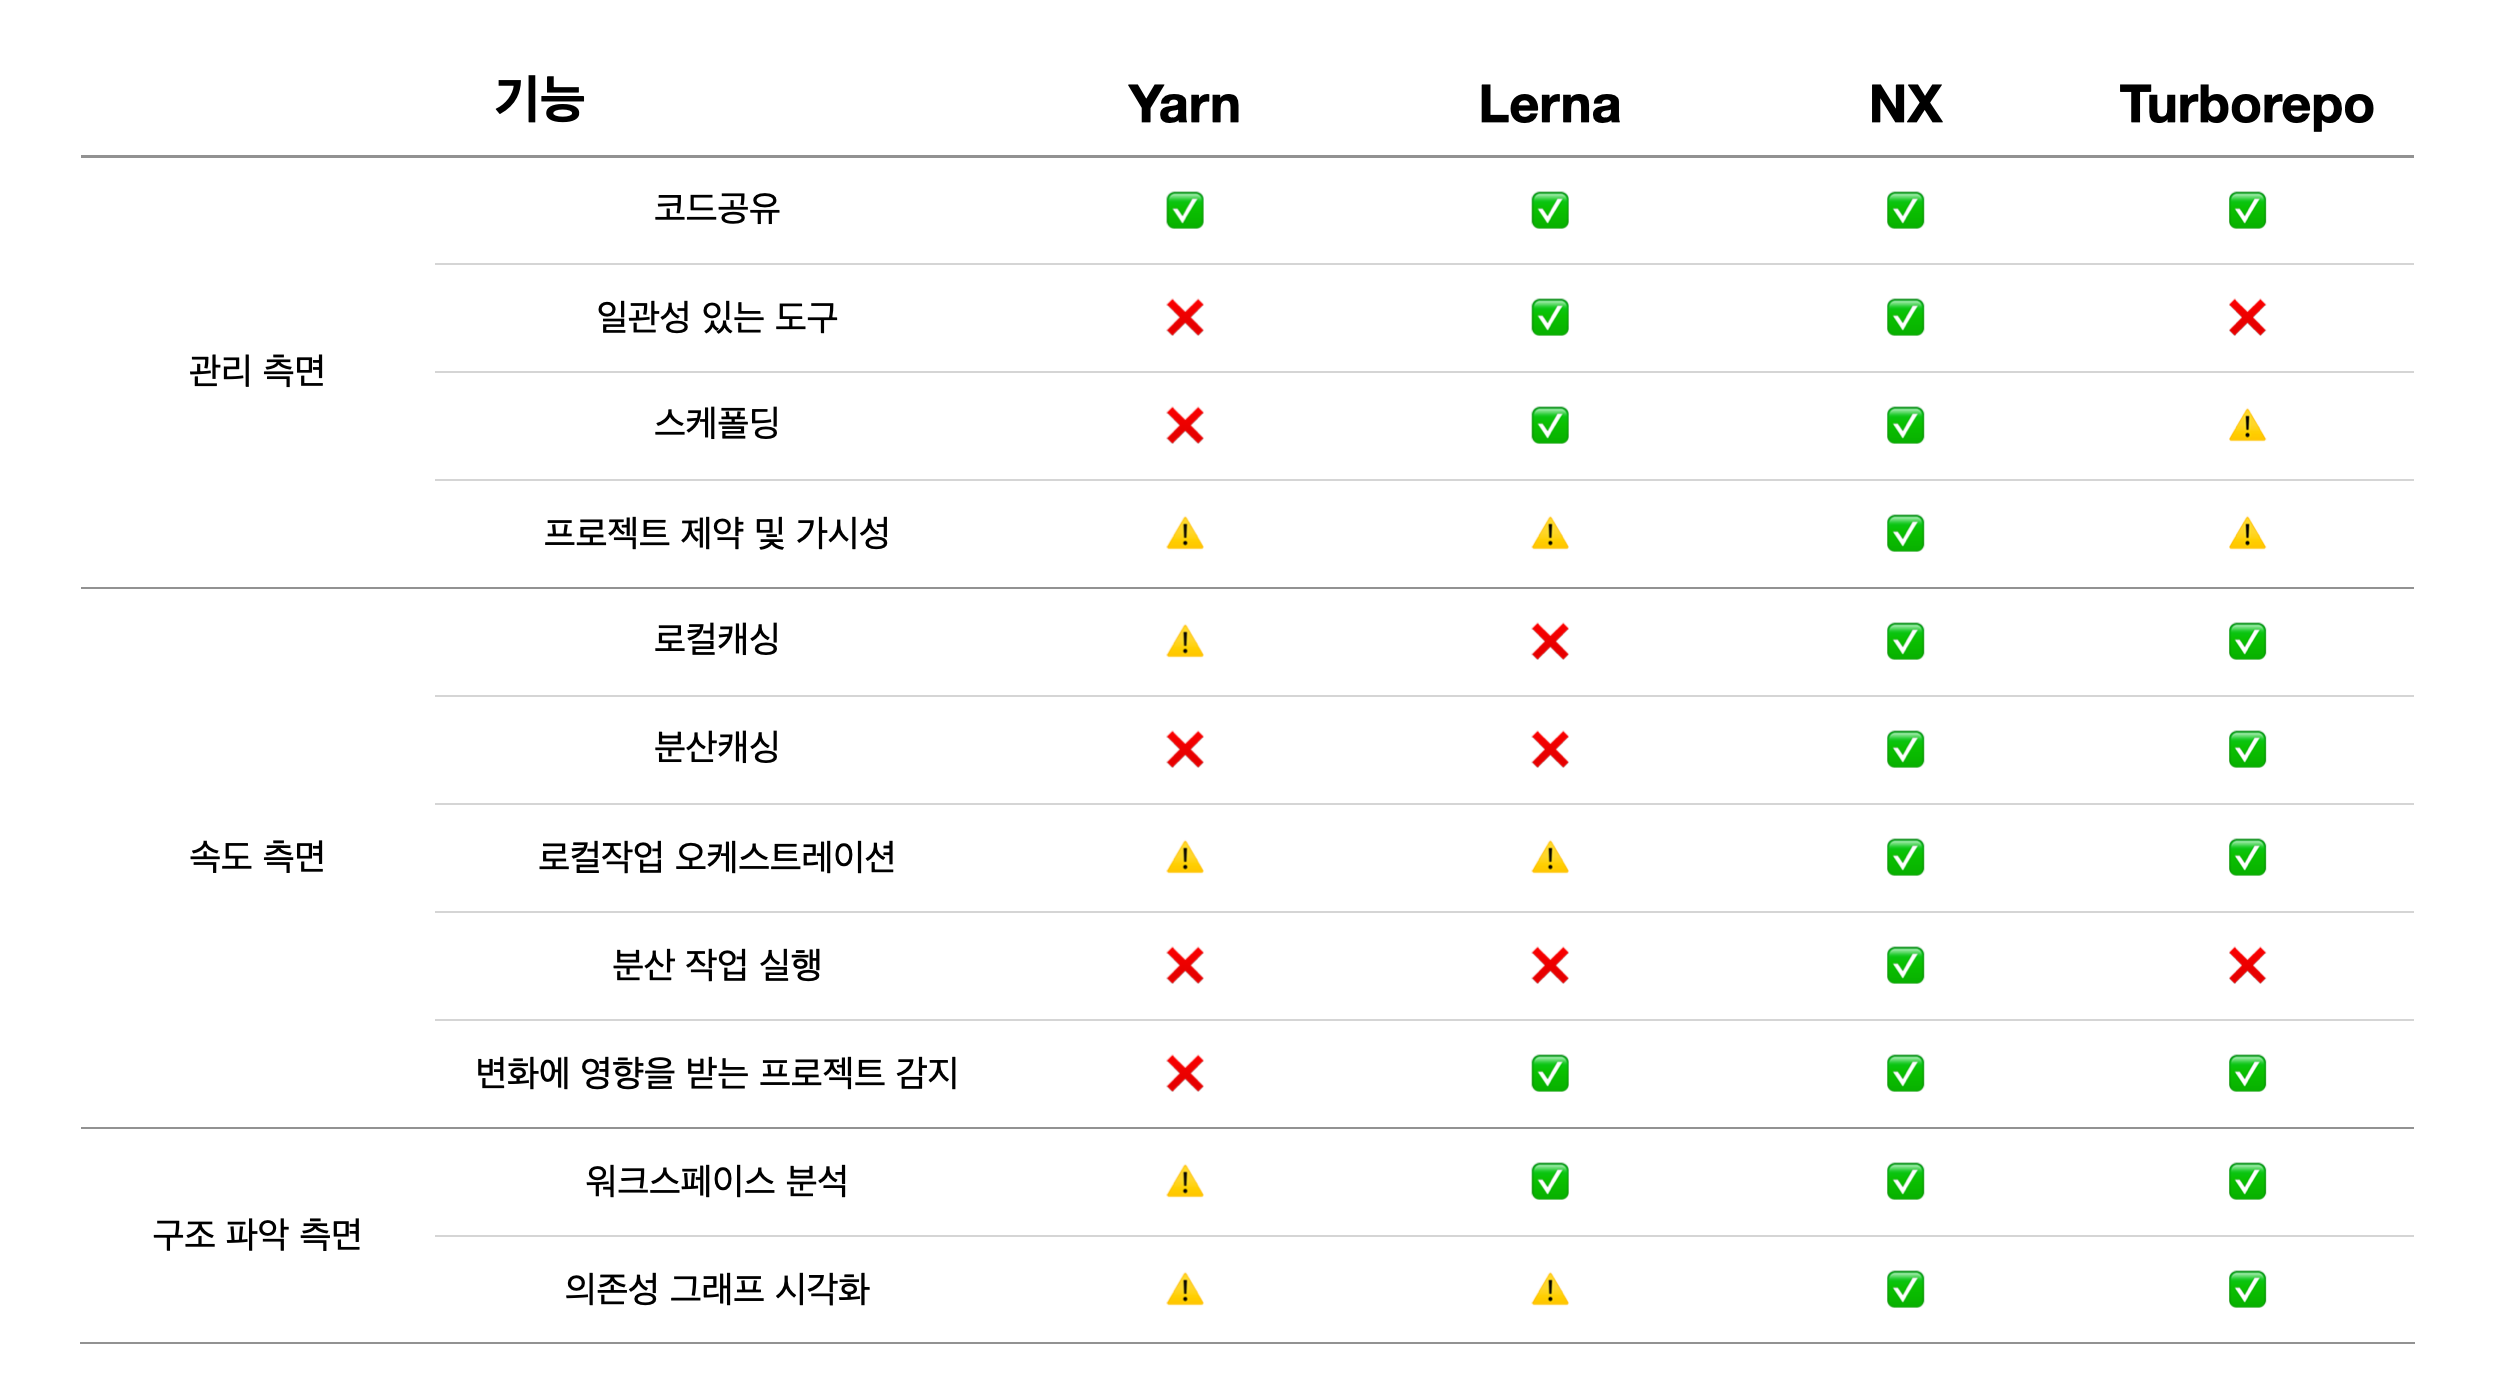 기능 Yarn Lerna NX Turborepo
관리 측면
코드공유 ✅ ✅ ✅ ✅
일관성 있는 도구 ❌ ✅ ✅ ❌
스케폴딩 ❌ ✅ ✅ ⚠️
프로젝트 제약 및 가시성 ⚠️ ⚠️ ✅ ⚠️
속도 측면
로컬캐싱 ⚠️ ❌ ✅ ✅
분산캐싱 ❌ ❌ ✅ ✅
로컬작업 오케스트레이션 ⚠️ ⚠️ ✅ ✅
분산 작업 실행 ❌ ❌ ✅ ❌
변화에 영향을 받는 프로젝트 감지 ❌ ✅ ✅ ✅
구조 파악 측면
워크스페이스 분석 ⚠️ ✅ ✅ ✅
의존성 그래프 시각화 ⚠️ ⚠️ ✅ ✅